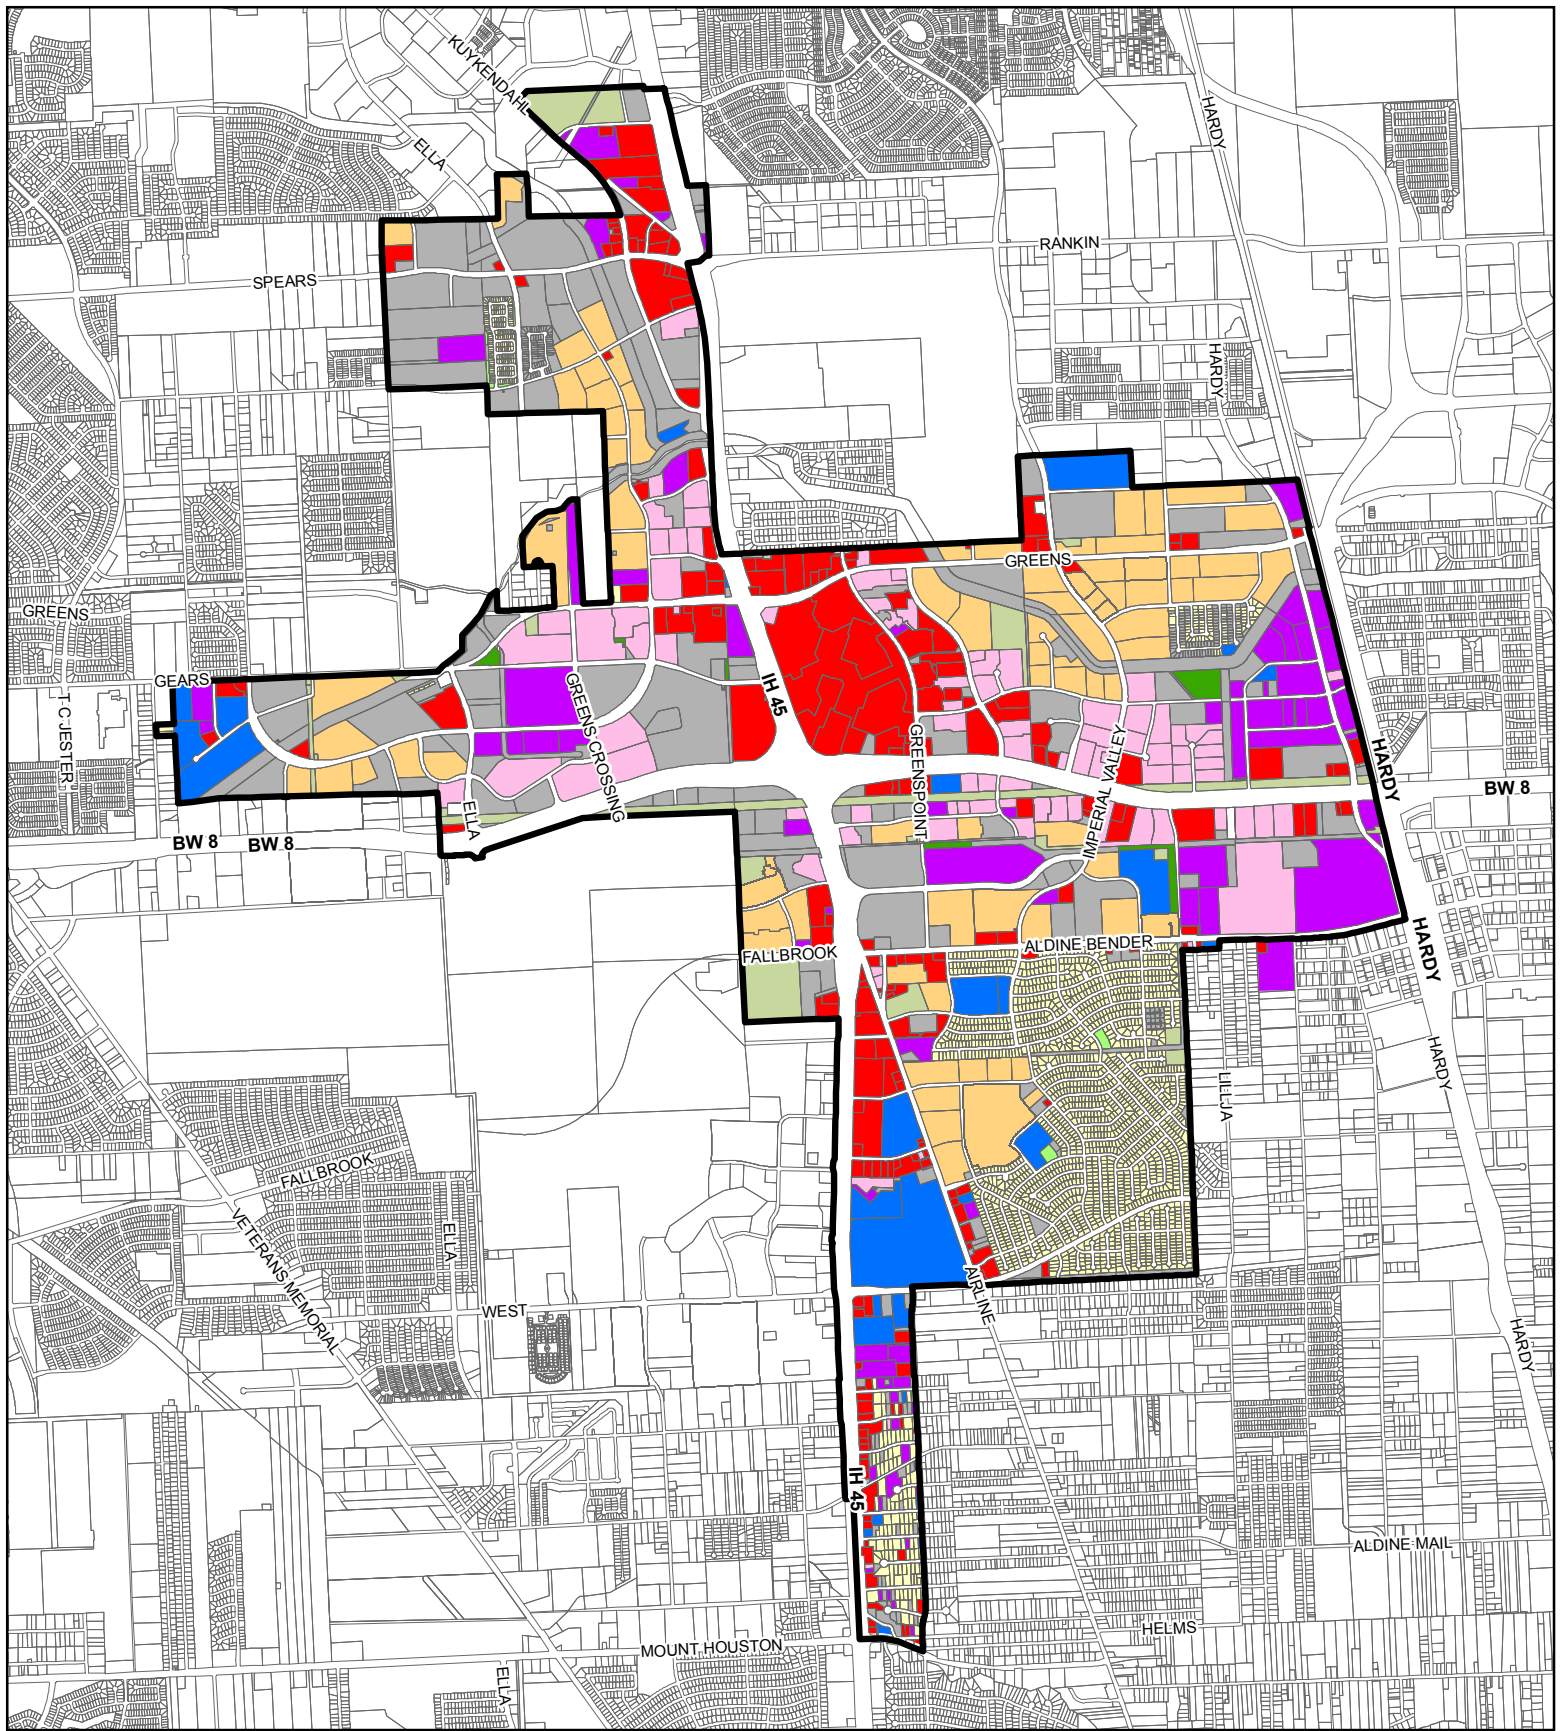 KUYKENDAHL
HARDY
ELLA
RANKIN
SPEARS
HARDY
GREENS
GREENS
GEARS
T C JESTER
IH 45
GREENS CROSSING
GREENSPOINT
IMPERIAL VALLEY
HARDY
BW 8
ELLA
BW 8
BW 8
ALDINE BENDER
FALLBROOK
HARDY
HARDY
LILLJA
FALLBROOK
ELLA
VETERANS MEMORIAL
AIRLINE
WEST
HARDY
IH 45
ALDINE MAIL
HELMS
MOUNT HOUSTON
ELLA